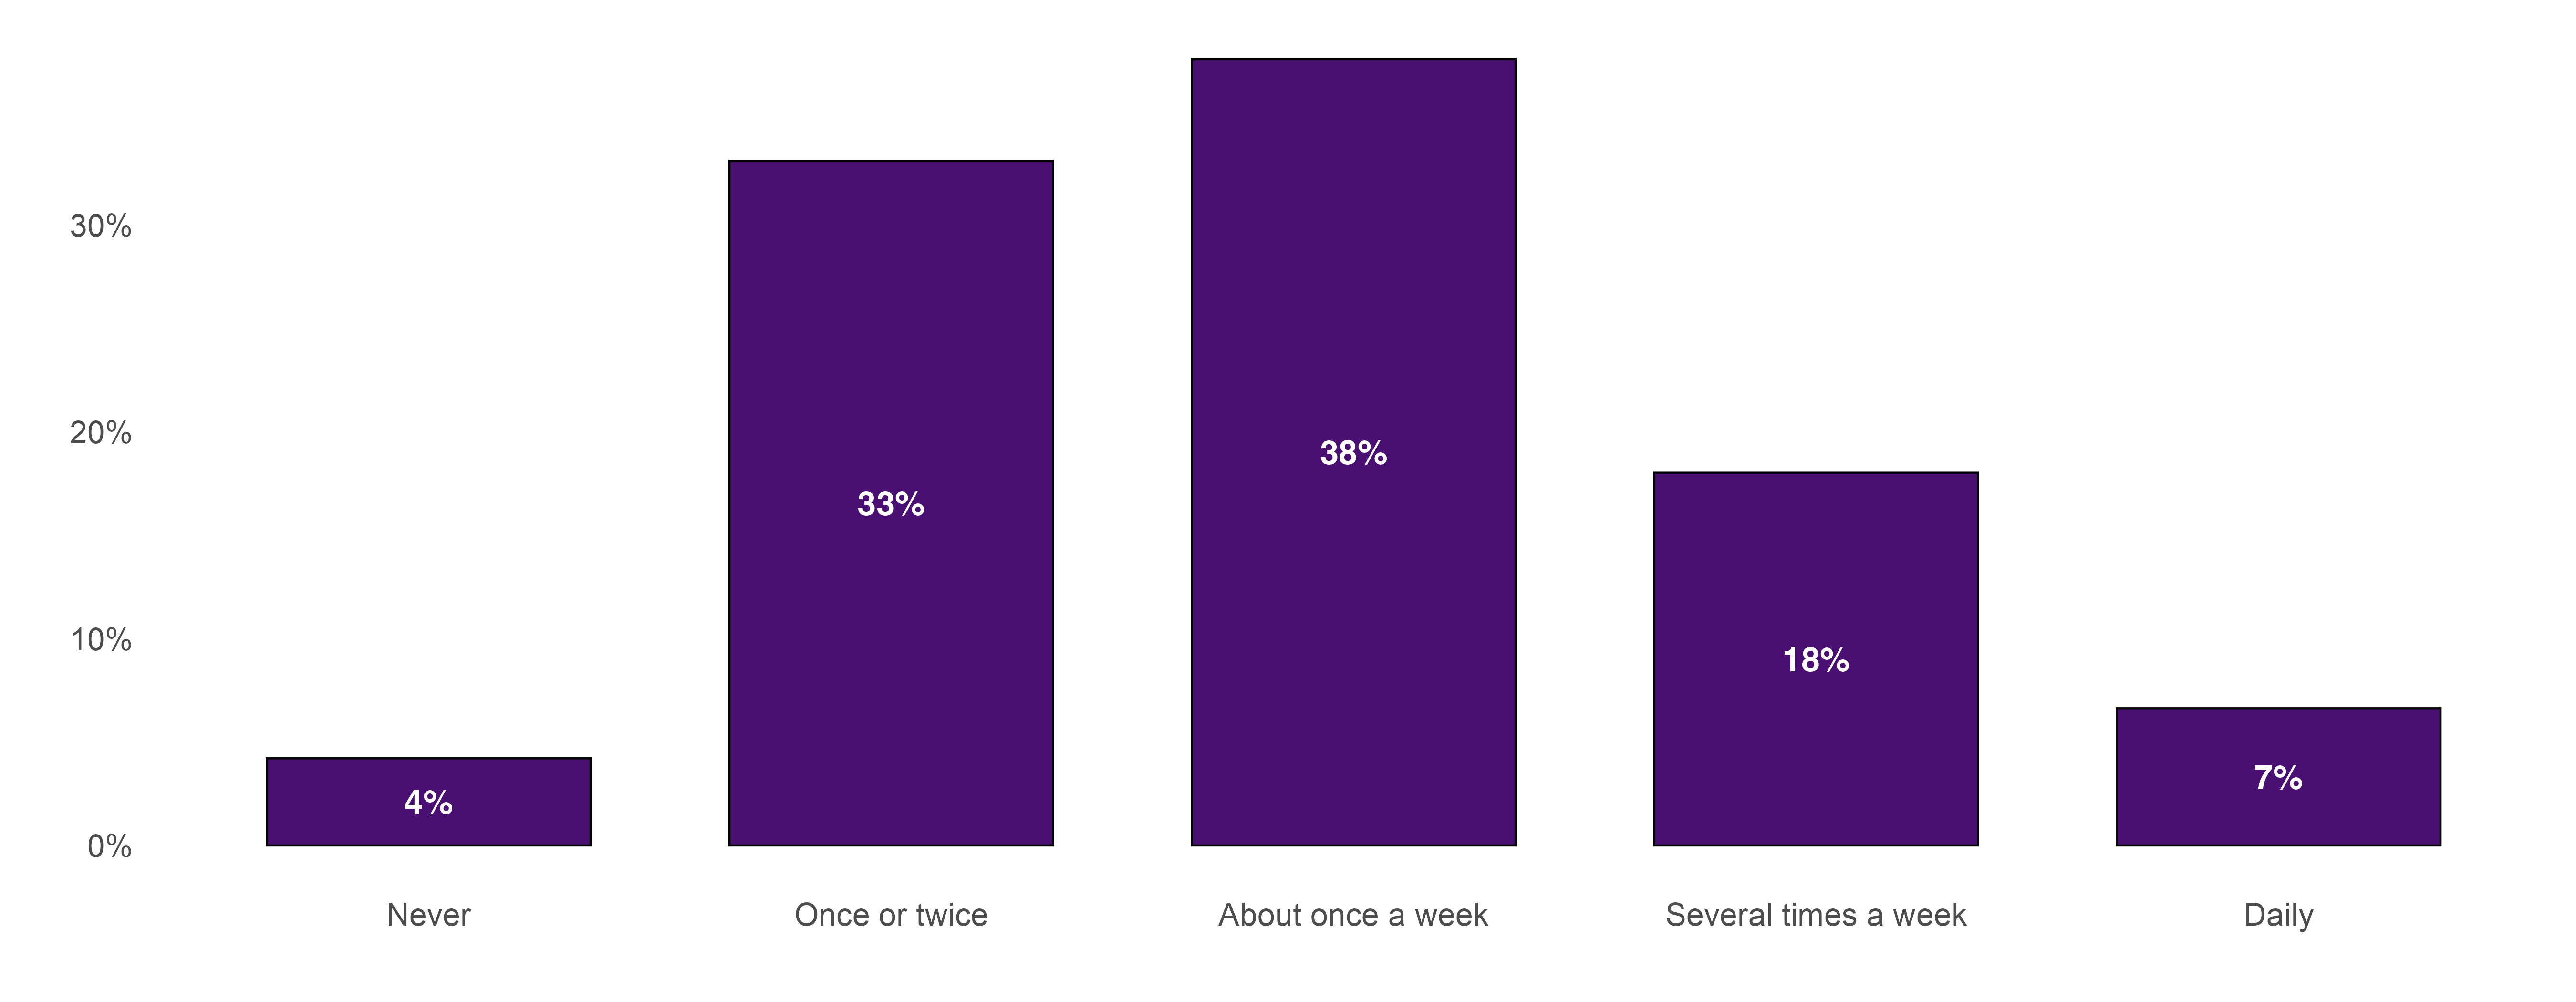 30%
20%
10%
0%
4%
33%
38%
18%
7%
Never
Once or twice
About once a week
Several times a week
Daily